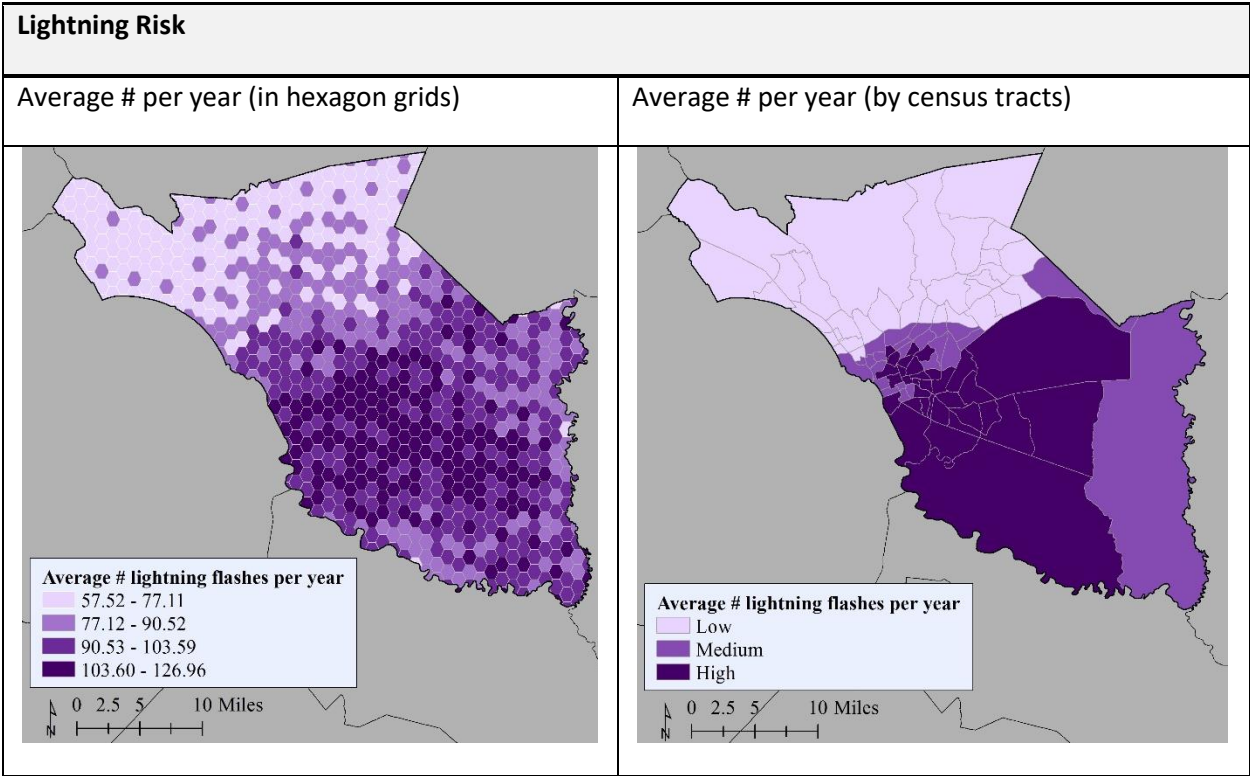 Lightning Risk
Average # per year (in hexagon grids)
Average # per year (by census tracts)
Average # lightning flashes per year
57.52 - 77.11
77.12 - 90.52
90.53 - 103.59
103.60 - 126.96
N
0 2.5 5 10 Miles
Average # lightning flashes per year
Low
Medium
High
N
0 2.5 5 10 Miles